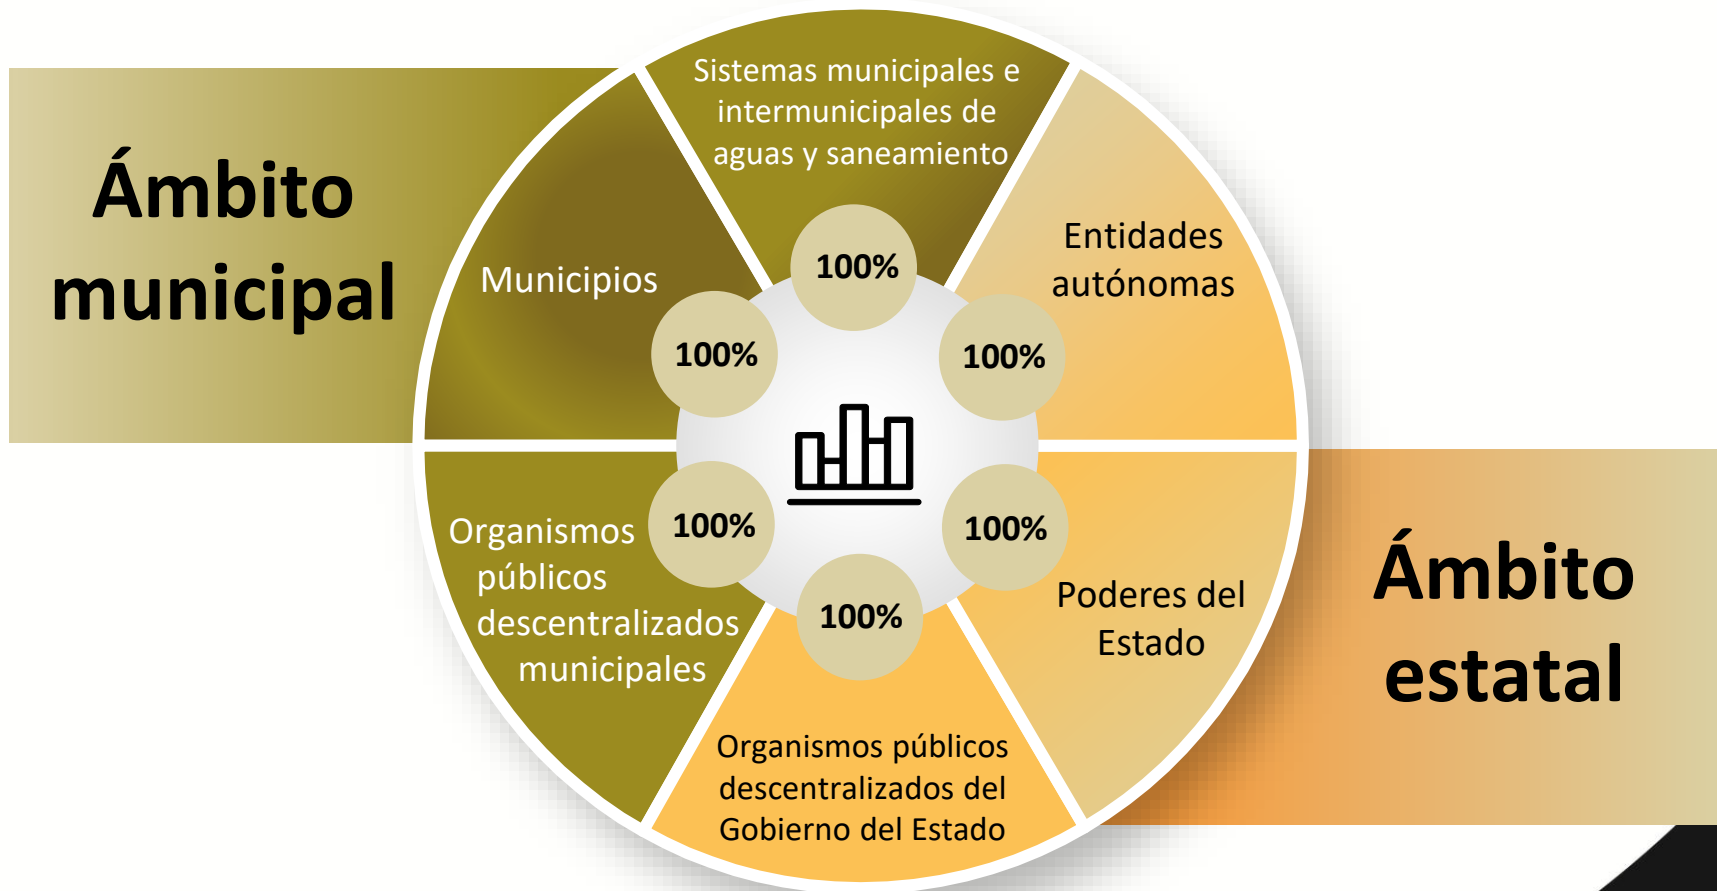 Ámbito
municipal
Sistemas municipales e
intermunicipales de
aguas y saneamiento
100%
Entidades
autónomas
100%
Municipios
100%
Organismos
públicos
descentralizados
municipales
100%
Organismos públicos
descentralizados del
Gobierno del Estado
100%
Poderes del
Estado
100%
Ámbito
estatal